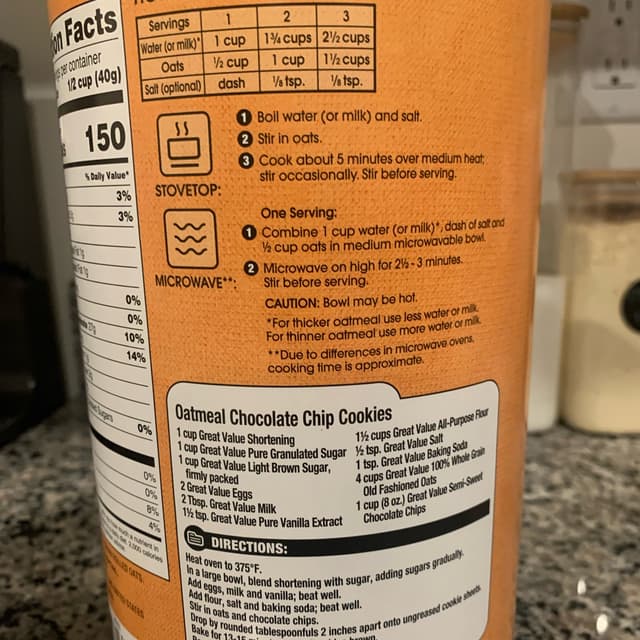 on Facts
per container
1/2 cup (40g)
150
% Daily Value*
3%
3%
0%
0%
10%
14%
0%
0%
0%
8%
4%
Servings 1 2 3
Water (or milk)* 1 cup 1¾ cups 2½ cups
Oats ½ cup 1 cup 1½ cups
Salt (optional) dash ⅛ tsp. ⅛ tsp.
STOVETOP:
1 Boil water (or milk) and salt.
2 Stir in oats.
3 Cook about 5 minutes over medium heat;
stir occasionally. Stir before serving.
MICROWAVE**:
One Serving:
1 Combine 1 cup water (or milk)*, dash of salt and
½ cup oats in medium microwavable bowl.
2 Microwave on high for 2½ - 3 minutes.
Stir before serving.
CAUTION: Bowl may be hot.
*For thicker oatmeal use less water or milk.
For thinner oatmeal use more water or milk.
**Due to differences in microwave ovens,
cooking time is approximate.
Oatmeal Chocolate Chip Cookies
1 cup Great Value Shortening
1 cup Great Value Pure Granulated Sugar
1 cup Great Value Light Brown Sugar,
firmly packed
2 Great Value Eggs
2 Tbsp. Great Value Milk
1½ tsp. Great Value Pure Vanilla Extract
1½ cups Great Value All-Purpose Flour
½ tsp. Great Value Salt
1 tsp. Great Value Baking Soda
4 cups Great Value 100% Whole Grain
Old Fashioned Oats
1 cup (8 oz.) Great Value Semi-Sweet
Chocolate Chips
DIRECTIONS:
Heat oven to 375°F.
In a large bowl, blend shortening with sugar, adding sugars gradually.
Add eggs, milk and vanilla; beat well.
Add flour, salt and baking soda; beat well.
Stir in oats and chocolate chips.
Drop by rounded tablespoonfuls 2 inches apart onto ungreased cookie sheets.
Bake for 13-15